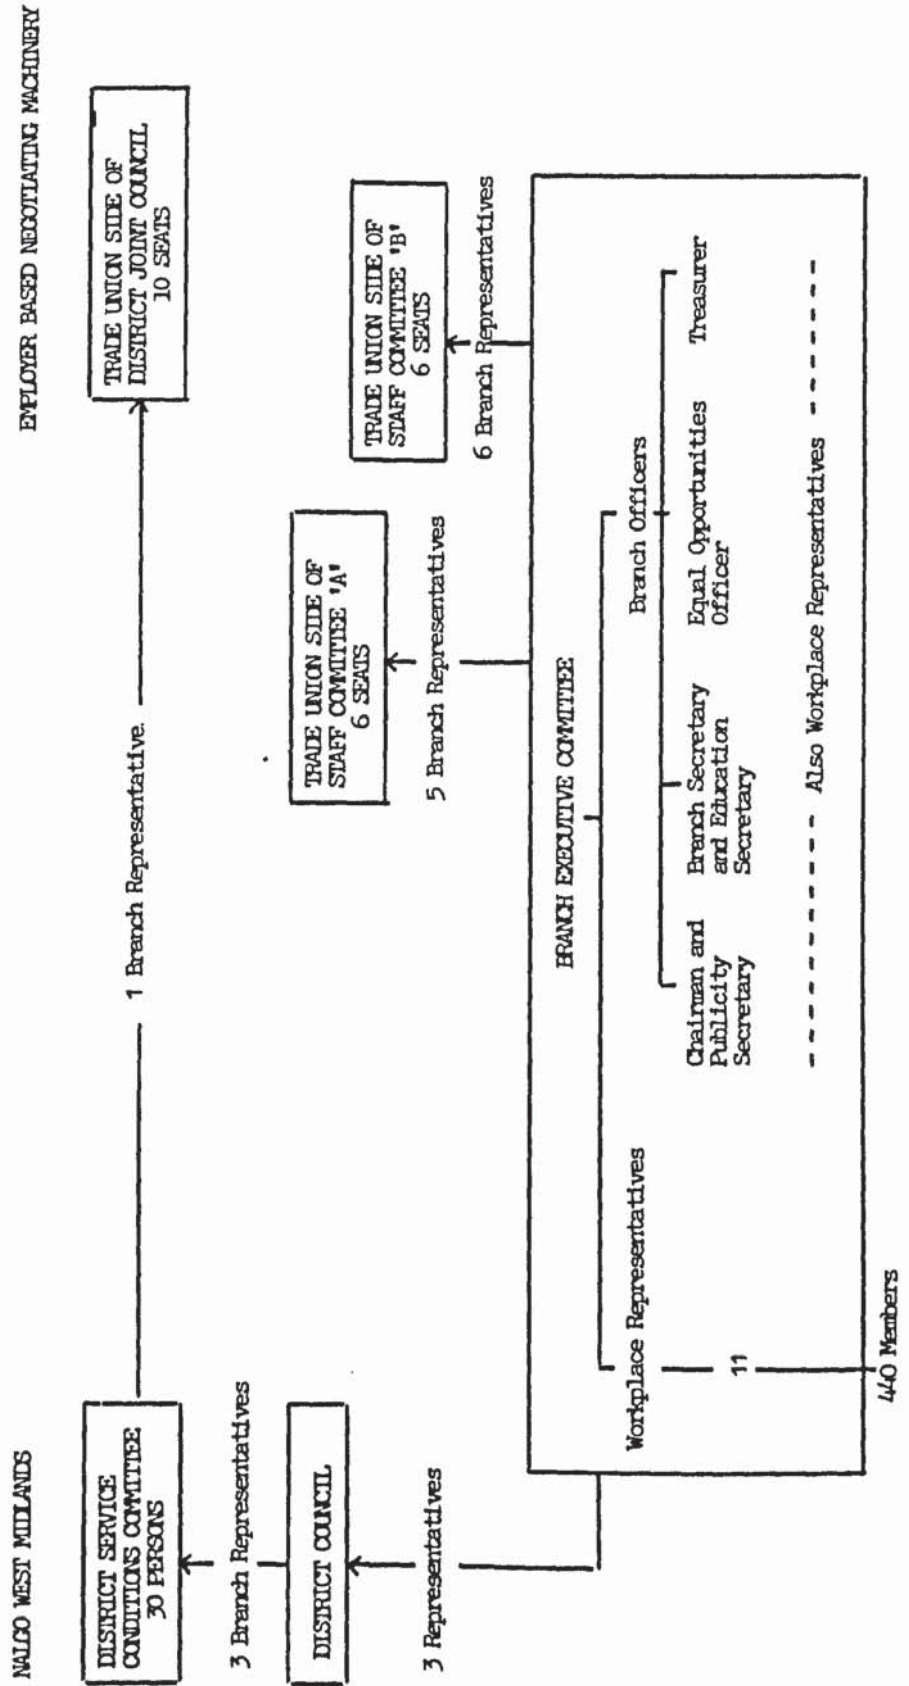 NALGO WEST MIDLANDS
EMPLOYER BASED NEGOTIATING MACHINERY
DISTRICT SERVICE
CONDITIONS COMMITTEE
30 PERSONS
1 Branch Representative.
TRADE UNION SIDE OF
DISTRICT JOINT COUNCIL
10 SEATS
3 Branch Representatives
DISTRICT COUNCIL
3 Representatives
TRADE UNION SIDE OF
STAFF COMMITTEE 'A'
6 SEATS
5 Branch Representatives
TRADE UNION SIDE OF
STAFF COMMITTEE 'B'
6 SEATS
6 Branch Representatives
BRANCH EXECUTIVE COMMITTEE
Workplace Representatives
11
440 Members
Branch Officers
Chairman and
Publicity
Secretary
Branch Secretary
and Education
Secretary
Equal Opportunities
Officer
Treasurer
Also Workplace Representatives